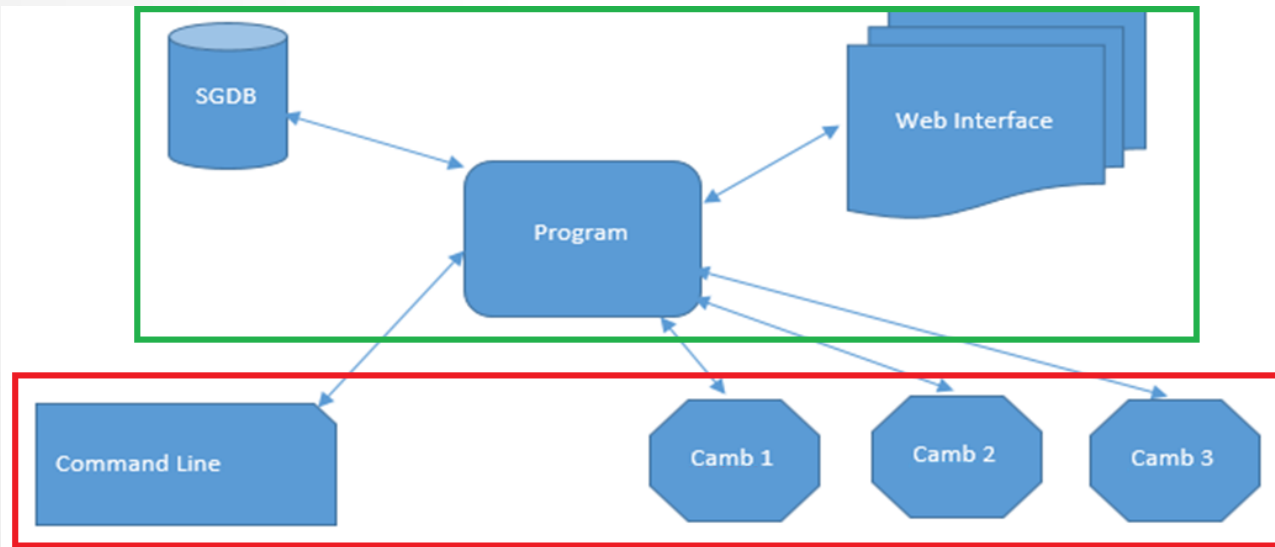 SGDB
Web Interface
Program
Command Line
Camb 1
Camb 2
Camb 3